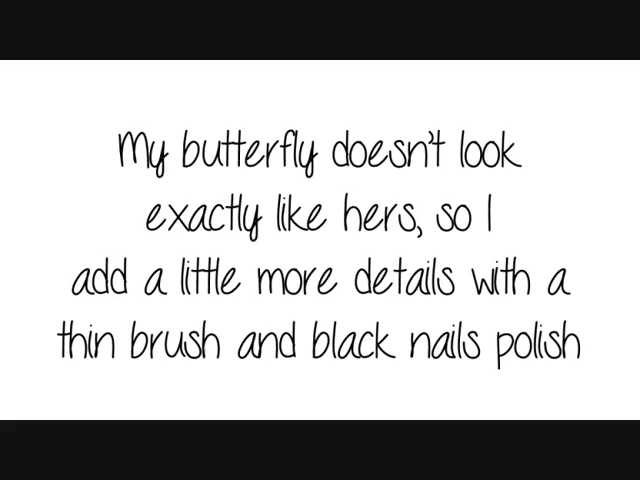 My butterfly doesn't look
exactly like hers, so I
add a little more details with a
thin brush and black nails polish